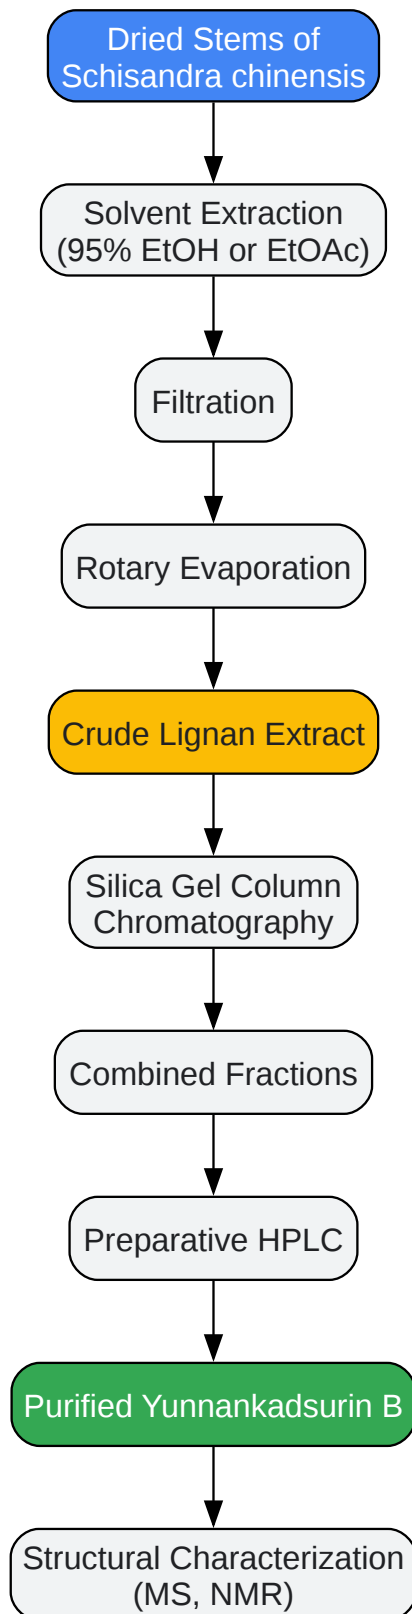 Dried Stems of
Schisandra chinensis
Solvent Extraction
(95% EtOH or EtOAc)
Filtration
Rotary Evaporation
Crude Lignan Extract
Silica Gel Column
Chromatography
Combined Fractions
Preparative HPLC
Purified Yunnankadsurin B
Structural Characterization
(MS, NMR)